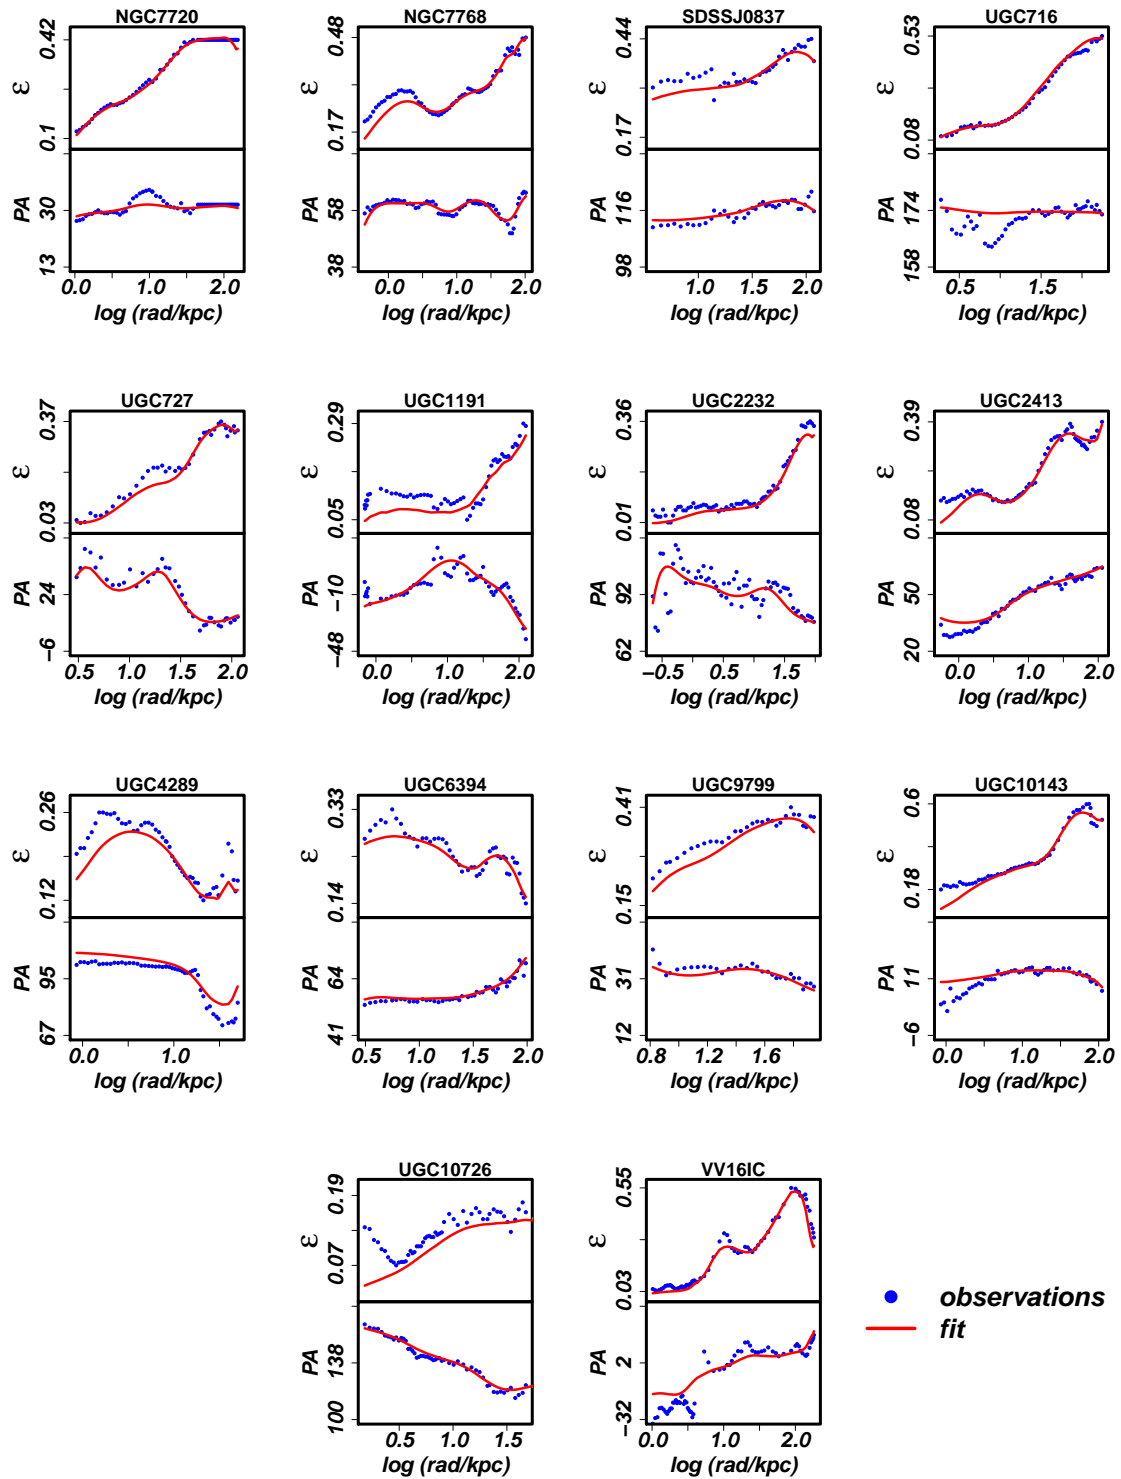 NGC7720 NGC7768 SDSSJ0837 UGC716
ε 0.1 0.42 ε 0.17 0.48 ε 0.17 0.44 ε 0.08 0.53
PA 13 30 PA 38 58 PA 98 116 PA 158 174
0.0 1.0 2.0 0.0 1.0 2.0 0.5 1.0 1.5 2.0 0.5 1.5
log (rad/kpc) log (rad/kpc) log (rad/kpc) log (rad/kpc)
UGC727 UGC1191 UGC2232 UGC2413
ε 0.03 0.37 ε 0.05 0.29 ε 0.01 0.36 ε 0.08 0.39
PA −6 24 PA −48 −10 PA 62 92 PA 20 50
0.5 1.0 1.5 2.0 0.0 0.5 1.0 1.5 2.0 −0.5 0.5 1.5 0.0 1.0 2.0
log (rad/kpc) log (rad/kpc) log (rad/kpc) log (rad/kpc)
UGC4289 UGC6394 UGC9799 UGC10143
ε 0.12 0.26 ε 0.14 0.33 ε 0.15 0.41 ε 0.18 0.6
PA 67 95 PA 41 64 PA 12 31 PA −6 11
0.0 1.0 0.5 1.0 1.5 2.0 0.8 1.2 1.6 0.0 1.0 2.0
log (rad/kpc) log (rad/kpc) log (rad/kpc) log (rad/kpc)
UGC10726 VV16IC
ε 0.07 0.19 ε 0.03 0.55
PA 100 138 PA −32 2
0.5 1.0 1.5 0.0 1.0 2.0
log (rad/kpc) log (rad/kpc)
observations
fit